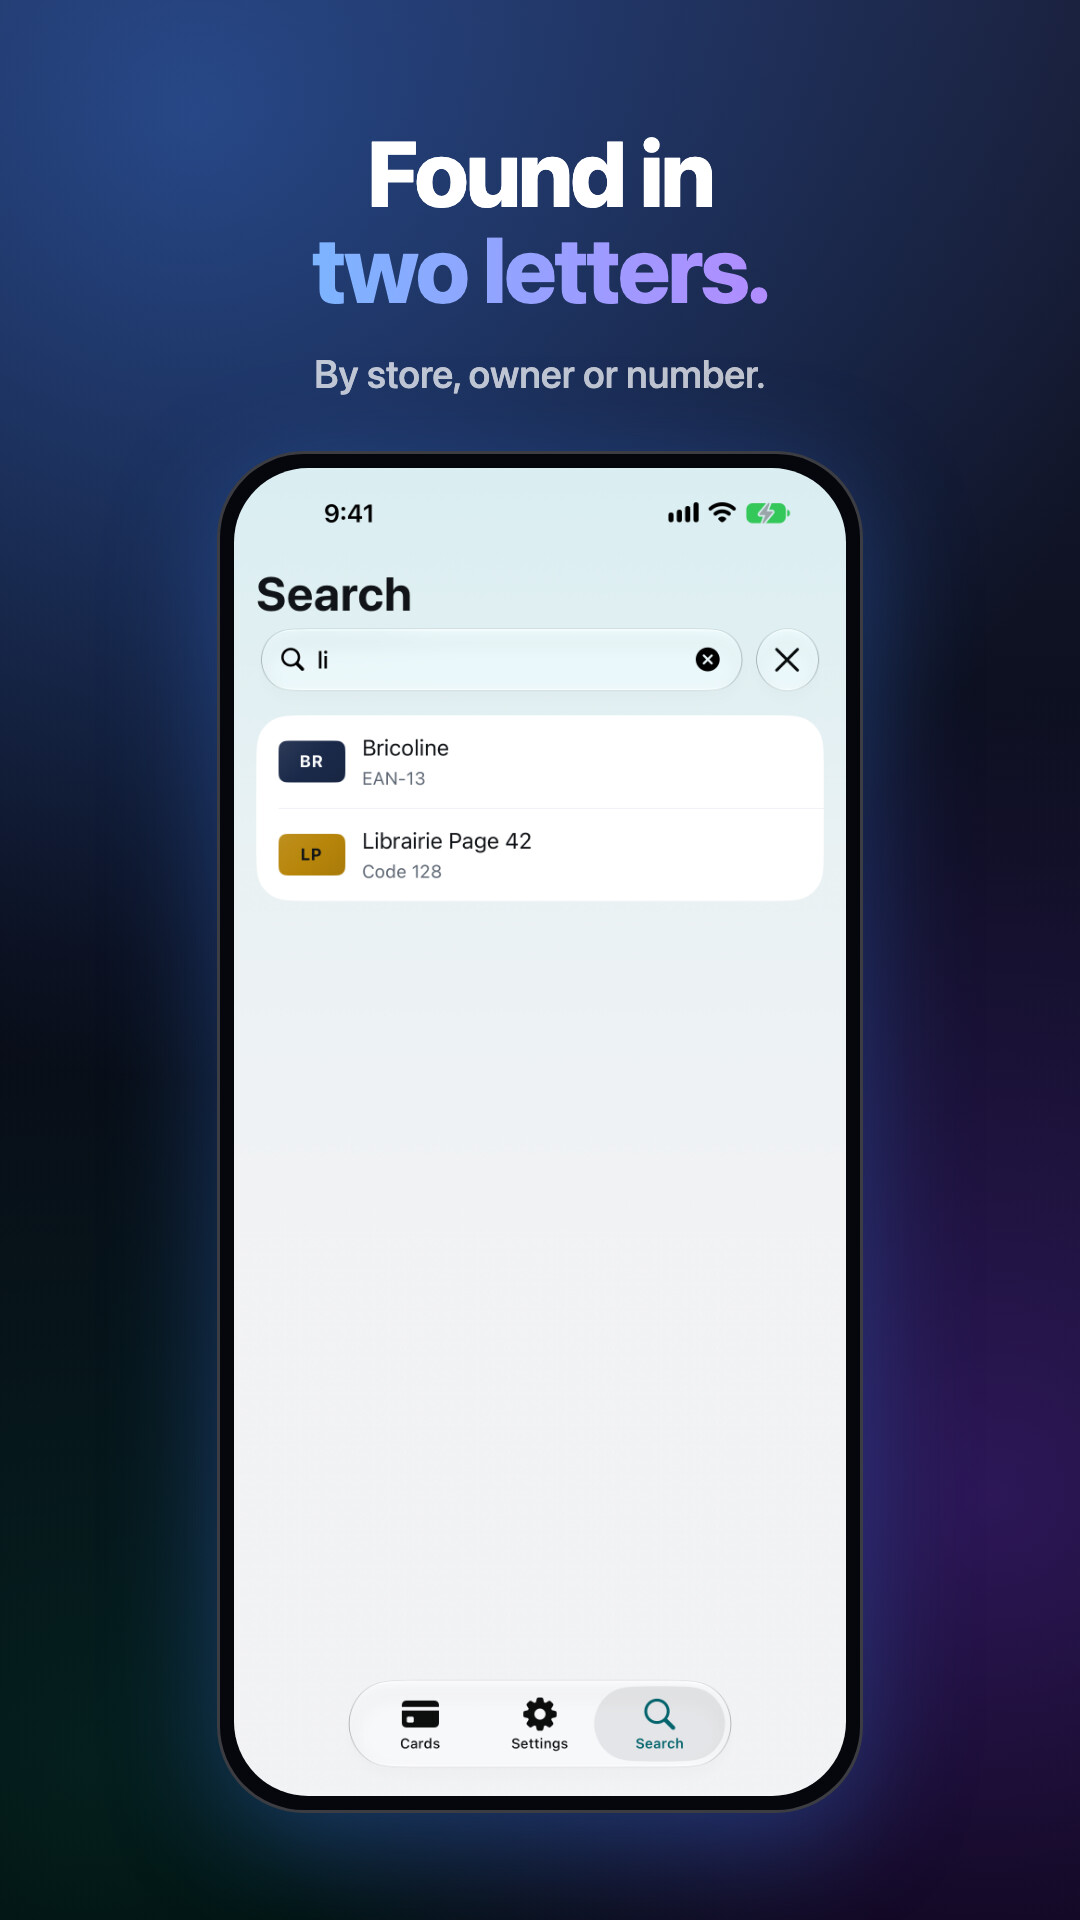 Found in
two letters.
By store, owner or number.
9:41
Search
li
BR
Bricoline
EAN-13
LP
Librairie Page 42
Code 128
Cards
Settings
Search